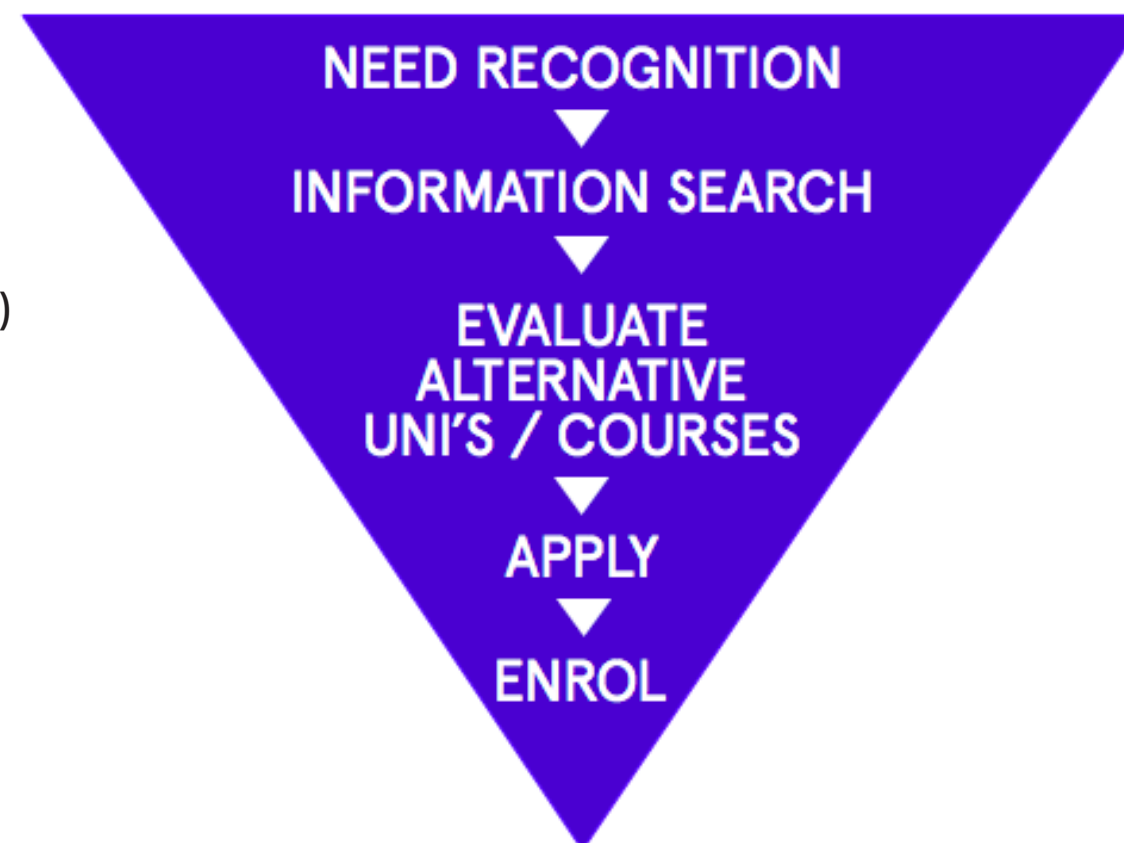 NEED RECOGNITION
INFORMATION SEARCH
)
EVALUATE
ALTERNATIVE
UNI'S / COURSES
APPLY
ENROL